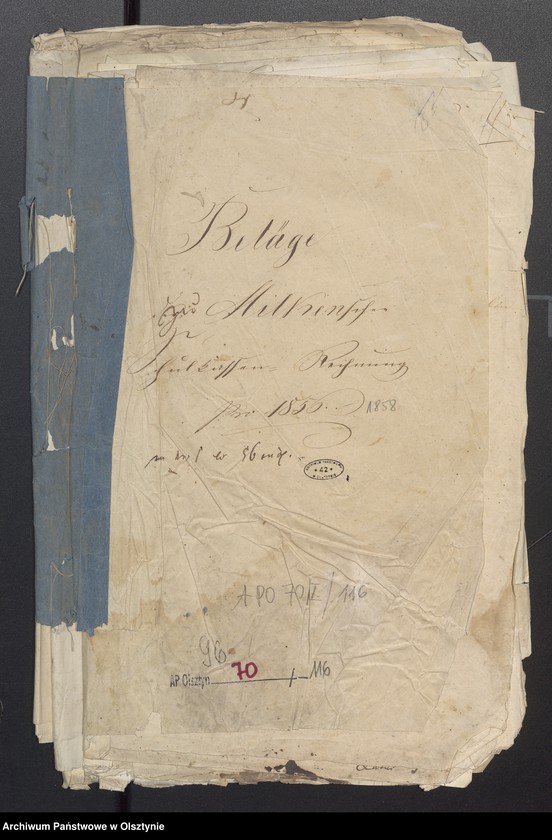 Beläge
zur Milkenschen
Schulkassen-Rechnung
pro 1855. 1858
42
APO 70/I/116
96
AP. Olsztyn 70 / 116
Archiwum Państwowe w Olsztynie